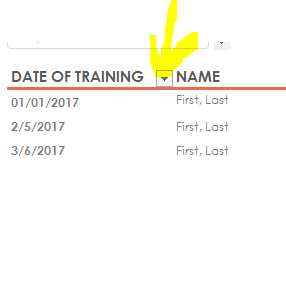 DATE OF TRAINING NAME
01/01/2017 First, Last
2/5/2017 First, Last
3/6/2017 First, Last